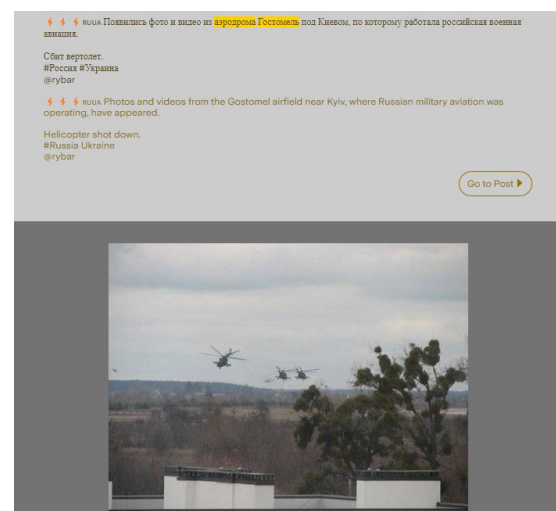 ⚡⚡⚡RUUA Появились фото и видео из аэродрома Гостомель под Киевом, по которому работала российская военная
авиация.
Сбит вертолет.
#Россия #Украина
@rybar
⚡⚡⚡RUUA Photos and videos from the Gostomel airfield near Kyiv, where Russian military aviation was
operating, have appeared.
Helicopter shot down.
#Russia Ukraine
@rybar
Go to Post